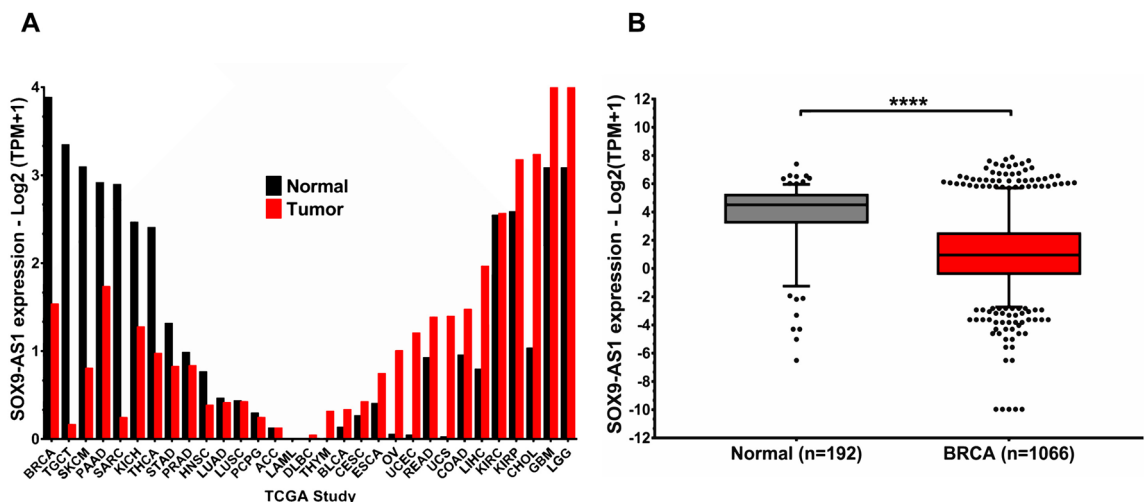 A
SOX9-AS1 expression - Log2 (TPM+1)
4
3
2
1
0
Normal
Tumor
BRCA
TGCT
SKCM
PAAD
SARC
KICH
THCA
STAD
PRAD
HNSC
LUAD
LUSC
PCPG
ACC
LAML
DLBC
THYM
BLCA
CESC
ESCA
OV
UCEC
READ
UCS
COAD
LIHC
KIRC
KIRP
CHOL
GBM
LGG
TCGA Study
B
SOX9-AS1 expression - Log2(TPM+1)
12
10
8
6
4
2
0
-2
-4
-6
-8
-10
-12
****
Normal (n=192)
BRCA (n=1066)